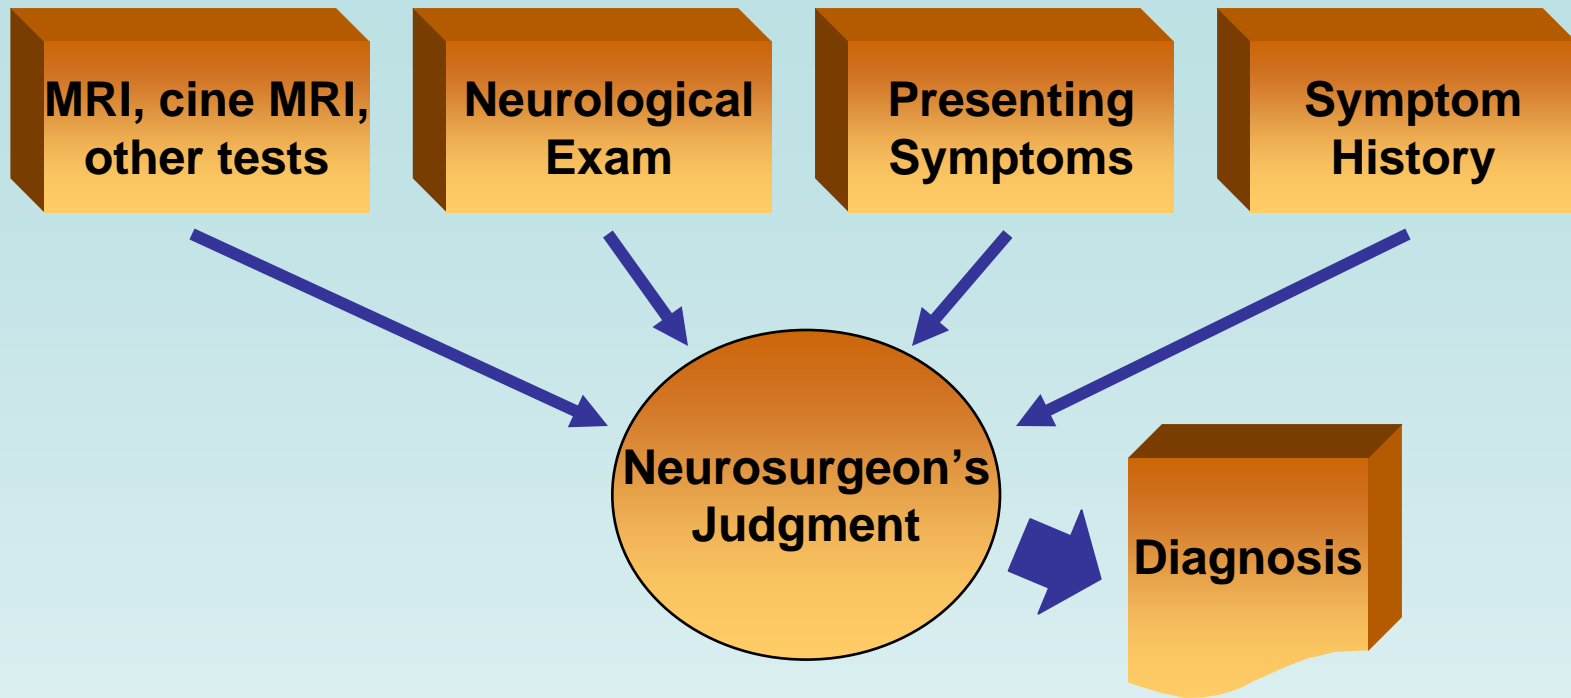 MRI, cine MRI,
other tests
Neurological
Exam
Presenting
Symptoms
Symptom
History
Neurosurgeon’s
Judgment
Diagnosis